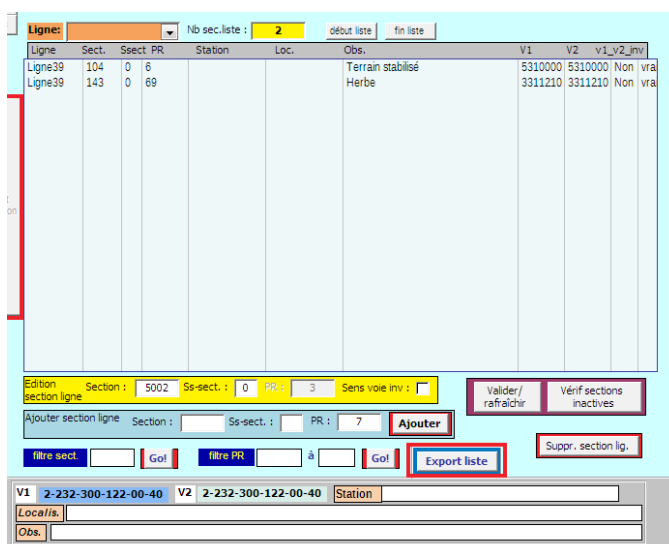 Ligne: Nb sec.liste : 2 début liste fin liste
Ligne Sect. Ssect PR Station Loc. Obs. V1 V2 v1_v2_inv
Ligne39 104 0 6 Terrain stabilisé 5310000 5310000 Non vra
Ligne39 143 0 69 Herbe 3311210 3311210 Non vra
on
Edition section ligne Section : 5002 Ss-sect. : 0 PR : 3 Sens voie inv :
Valider/ rafraîchir Vérif sections inactives
Ajouter section ligne Section : Ss-sect. : PR : 7 Ajouter
Suppr. section lig.
filtre sect. Go! filtre PR à Go! Export liste
V1 2-232-300-122-00-40 V2 2-232-300-122-00-40 Station
Localis.
Obs.